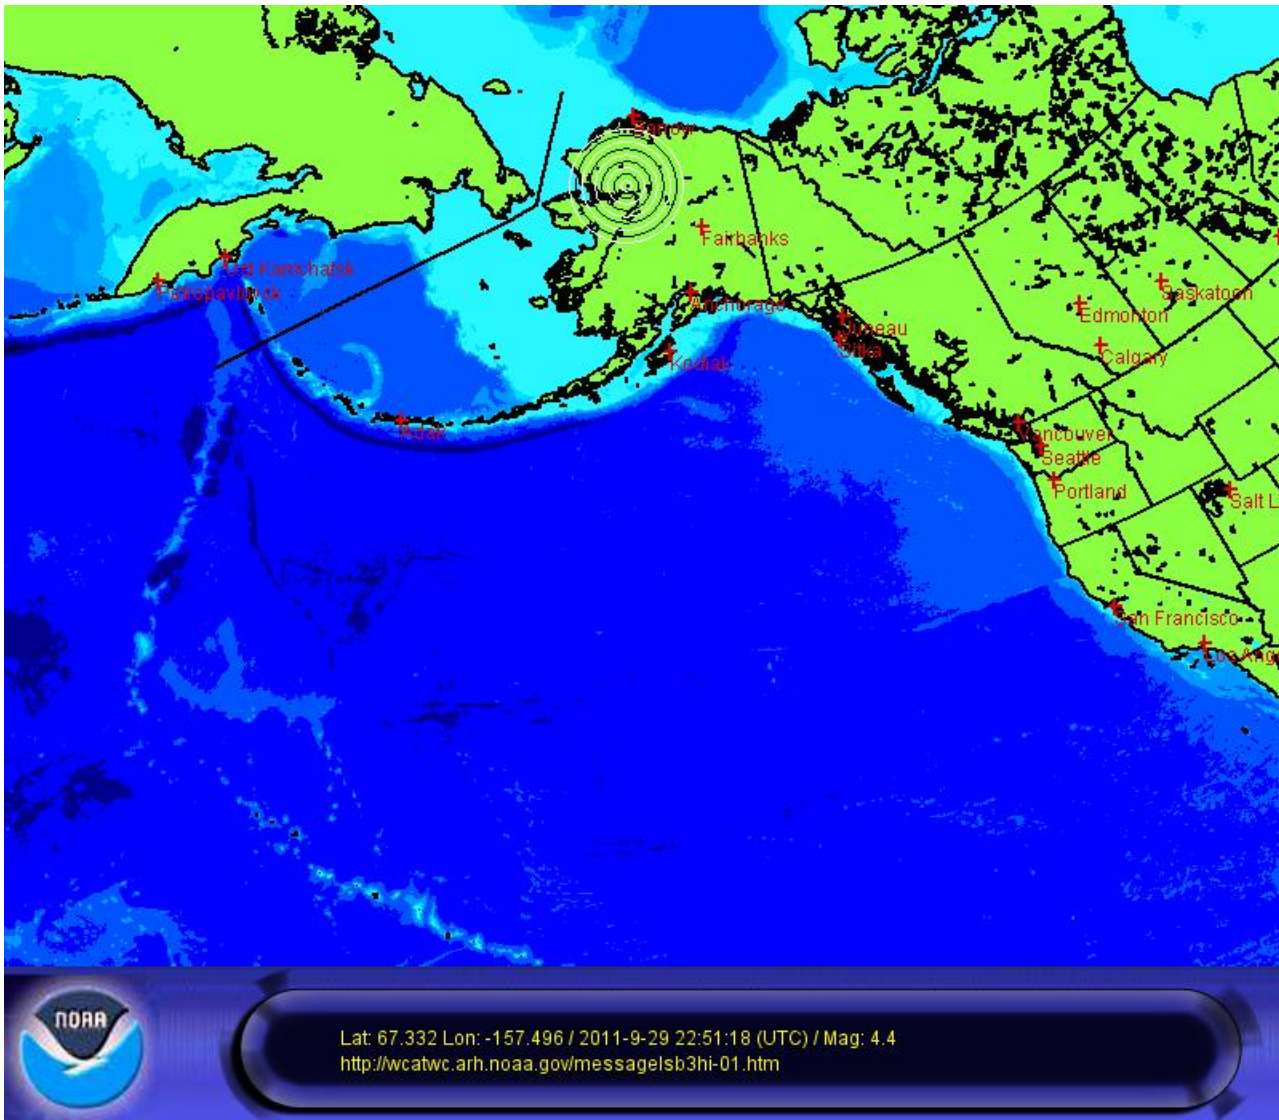 Barrow
Fairbanks
Ust Kamchatsk
Petropavlovsk
Anchorage
Saskatoon
Edmonton
Juneau
Sitka
Kodiak
Calgary
Adak
Vancouver
Seattle
Portland
Salt L
San Francisco
Los Ang
NOAA
Lat: 67.332 Lon: -157.496 / 2011-9-29 22:51:18 (UTC) / Mag: 4.4
http://wcatwc.arh.noaa.gov/messagelsb3hi-01.htm